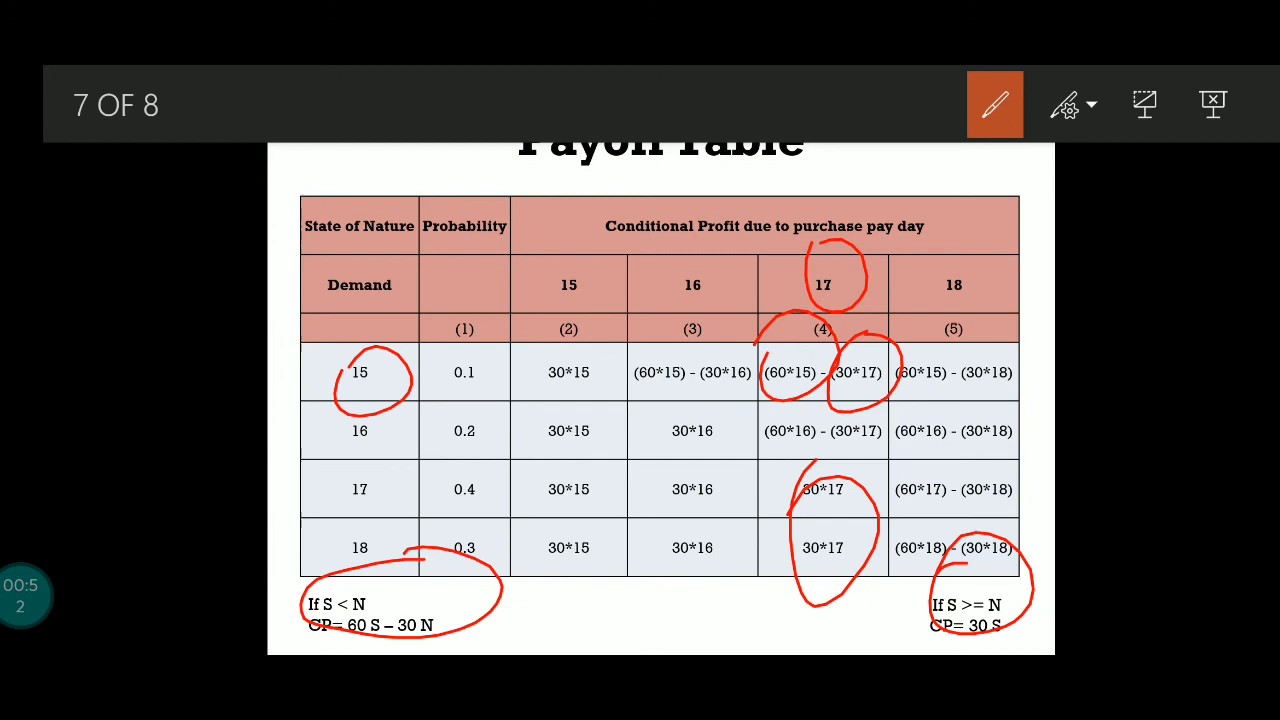 7 OF 8
Payoff Table
State of Nature Probability Conditional Profit due to purchase pay day
Demand 15 16 17 18
(1) (2) (3) (4) (5)
15 0.1 30*15 (60*15) - (30*16) (60*15) - (30*17) (60*15) - (30*18)
16 0.2 30*15 30*16 (60*16) - (30*17) (60*16) - (30*18)
17 0.4 30*15 30*16 30*17 (60*17) - (30*18)
18 0.3 30*15 30*16 30*17 (60*18) - (30*18)
If S < N
CP= 60 S – 30 N
If S >= N
CP= 30 S
00:5
2